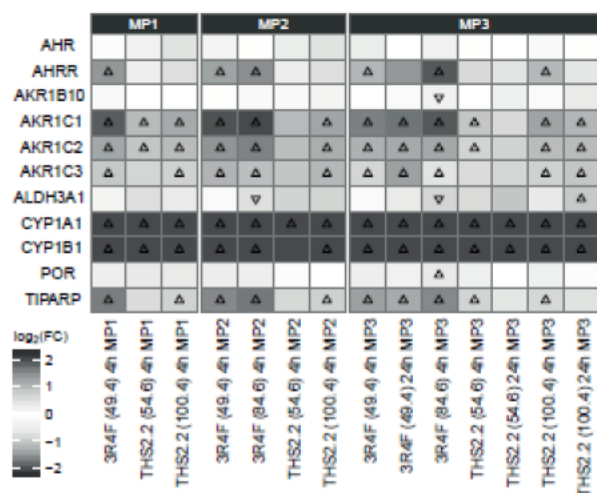 MP1 MP2 MP3
AHR
AHRR
AKR1B10
AKR1C1
AKR1C2
AKR1C3
ALDH3A1
CYP1A1
CYP1B1
POR
TIPARP
log2(FC)
2
1
0
−1
−2
3R4F (49.4) 4h MP1
THS2.2 (54.6) 4h MP1
THS2.2 (100.4) 4h MP1
3R4F (49.4) 4h MP2
3R4F (84.6) 4h MP2
THS2.2 (54.6) 4h MP2
THS2.2 (100.4) 4h MP2
3R4F (49.4) 4h MP3
3R4F (49.4) 24h MP3
3R4F (84.6) 4h MP3
THS2.2 (54.6) 4h MP3
THS2.2 (54.6) 24h MP3
THS2.2 (100.4) 4h MP3
THS2.2 (100.4) 24h MP3